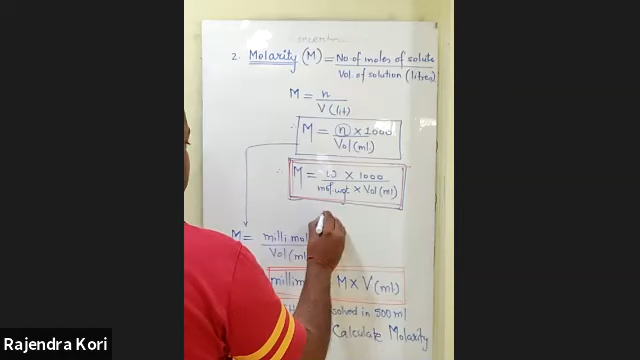 2. Molarity (M) = No of moles of solute / Vol. of solution (litres)
M = n / V (lit)
∴ M = n × 1000 / Vol (ml)
∴ M = W × 1000 / mol. wgt × Vol (ml)
M = milli mol / Vol (ml)
millim M × V (ml)
solved in 500 ml
Calculate Molarity
Rajendra Kori